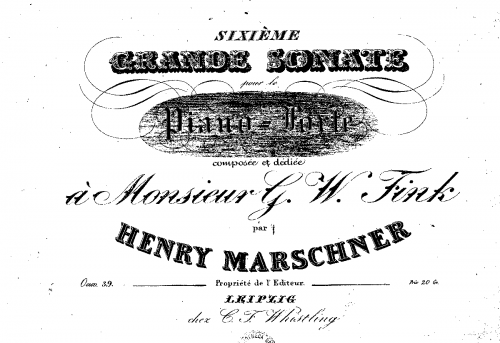 SIXIÈME
GRANDE SONATE
pour le
Piano-Forte
composée et dédiée
à Monsieur G. W. Fink
par
HENRY MARSCHNER
Oeuv. 39. Propriété de l'Editeur. Pr. 20 Gr.
LEIPZIG
chez C. F. Whistling